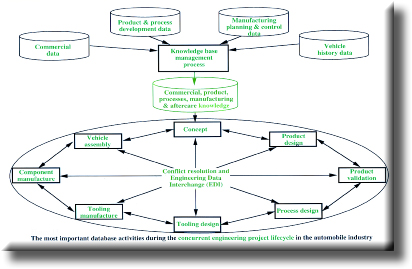 Product & process
development data
Manufacturing
planning & control
data
Commercial
data
Vehicle
history data
Knowledge base
management
process
Commercial, product,
processes, manufacturing
& aftercare knowledge
Concept
Vehicle
assembly
Product
design
Component
manufacture
Conflict resolution and
Engineering Data
Interchange (EDI)
Product
validation
Tooling
manufacture
Process design
Tooling design
The most important database activities during the concurrent engineering project lifecycle in the automobile industry